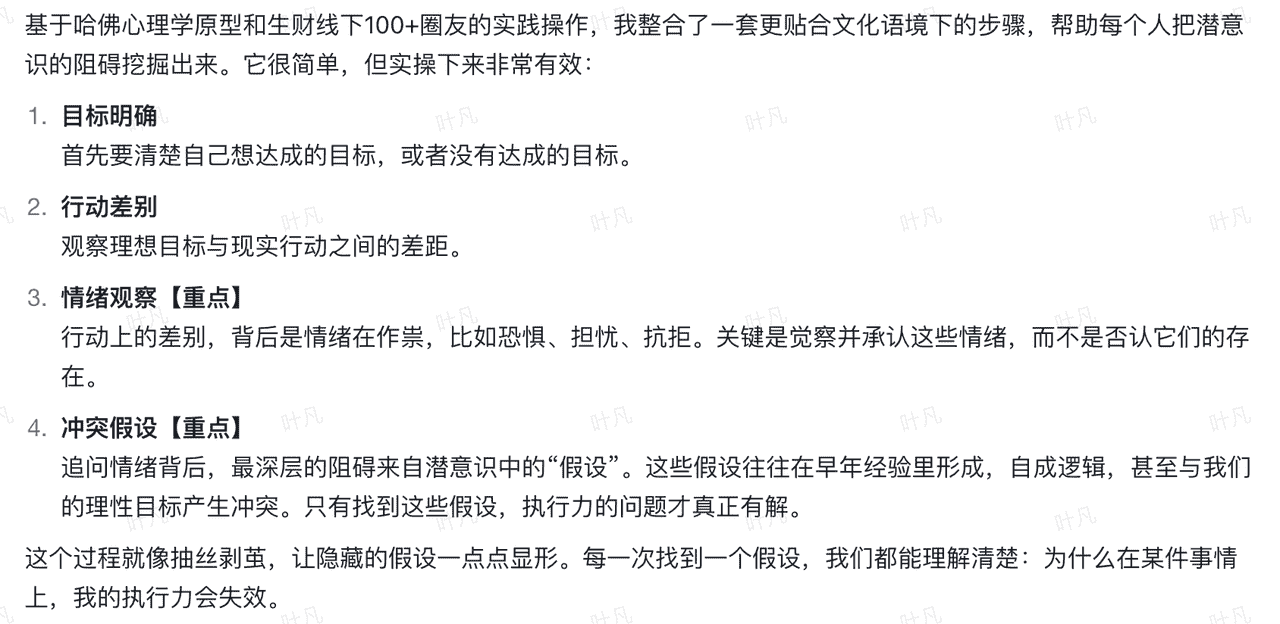 基于哈佛心理学原型和生财线下100+圈友的实践操作，我整合了一套更贴合文化语境下的步骤，帮助每个人把潜意
识的阻碍挖掘出来。它很简单，但实操下来非常有效：
1. 目标明确
首先要清楚自己想达成的目标，或者没有达成的目标。
2. 行动差别
观察理想目标与现实行动之间的差距。
3. 情绪观察【重点】
行动上的差别，背后是情绪在作祟，比如恐惧、担忧、抗拒。关键是觉察并承认这些情绪，而不是否认它们的存
在。
4. 冲突假设【重点】
追问情绪背后，最深层的阻碍来自潜意识中的“假设”。这些假设往往在早年经验里形成，自成逻辑，甚至与我们
的理性目标产生冲突。只有找到这些假设，执行力的问题才真正有解。
这个过程就像抽丝剥茧，让隐藏的假设一点点显形。每一次找到一个假设，我们都能理解清楚：为什么在某件事情
上，我的执行力会失效。
叶凡